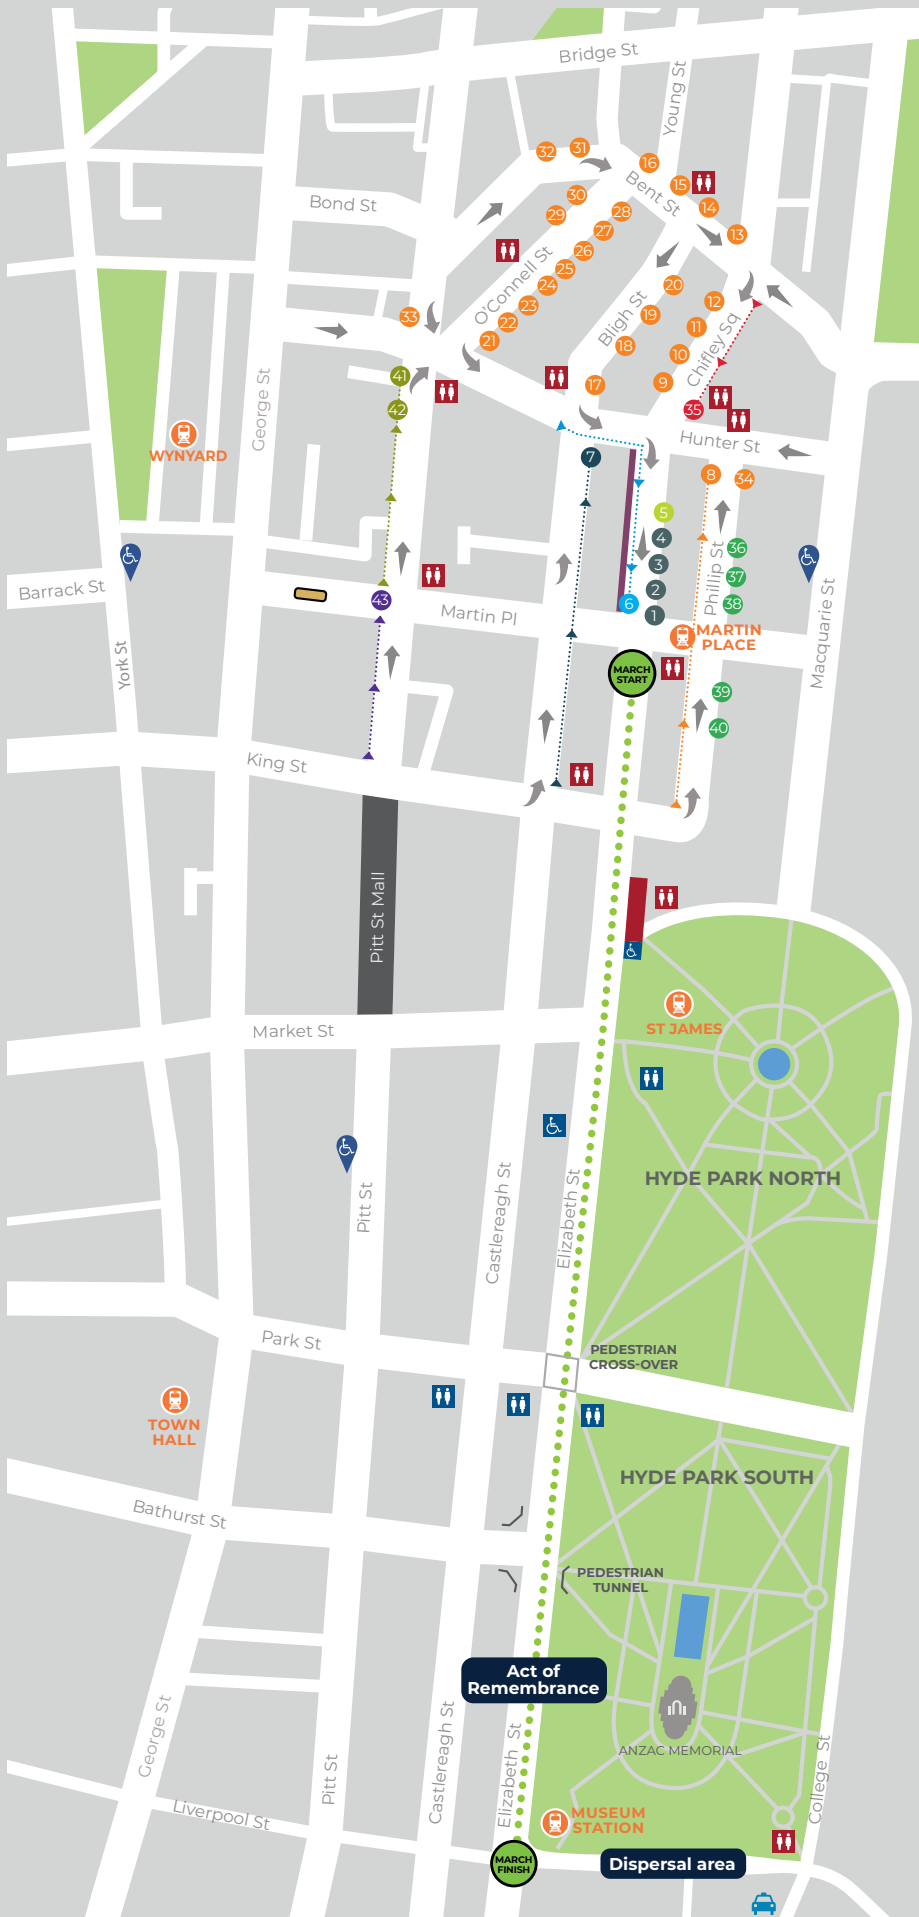 Bridge St
Young St
32
31
16
Bent St
15
14
13
Bond St
30
29
28
27
26
25
24
23
22
21
O'Connell St
20
19
18
17
Bligh St
12
11
10
9
Chifley Sq
33
35
41
42
George St
WYNYARD
Hunter St
7
8
34
5
4
3
2
1
6
36
37
38
Phillip St
Barrack St
43
Martin Pl
MARTIN
PLACE
Macquarie St
York St
MARCH
START
39
40
King St
Pitt St Mall
Market St
ST JAMES
HYDE PARK NORTH
Pitt St
Castlereagh St
Elizabeth St
Park St
PEDESTRIAN
CROSS-OVER
TOWN
HALL
HYDE PARK SOUTH
Bathurst St
PEDESTRIAN
TUNNEL
Act of
Remembrance
George St
Pitt St
Castlereagh St
Elizabeth St
ANZAC MEMORIAL
College St
Liverpool St
MUSEUM
STATION
MARCH
FINISH
Dispersal area